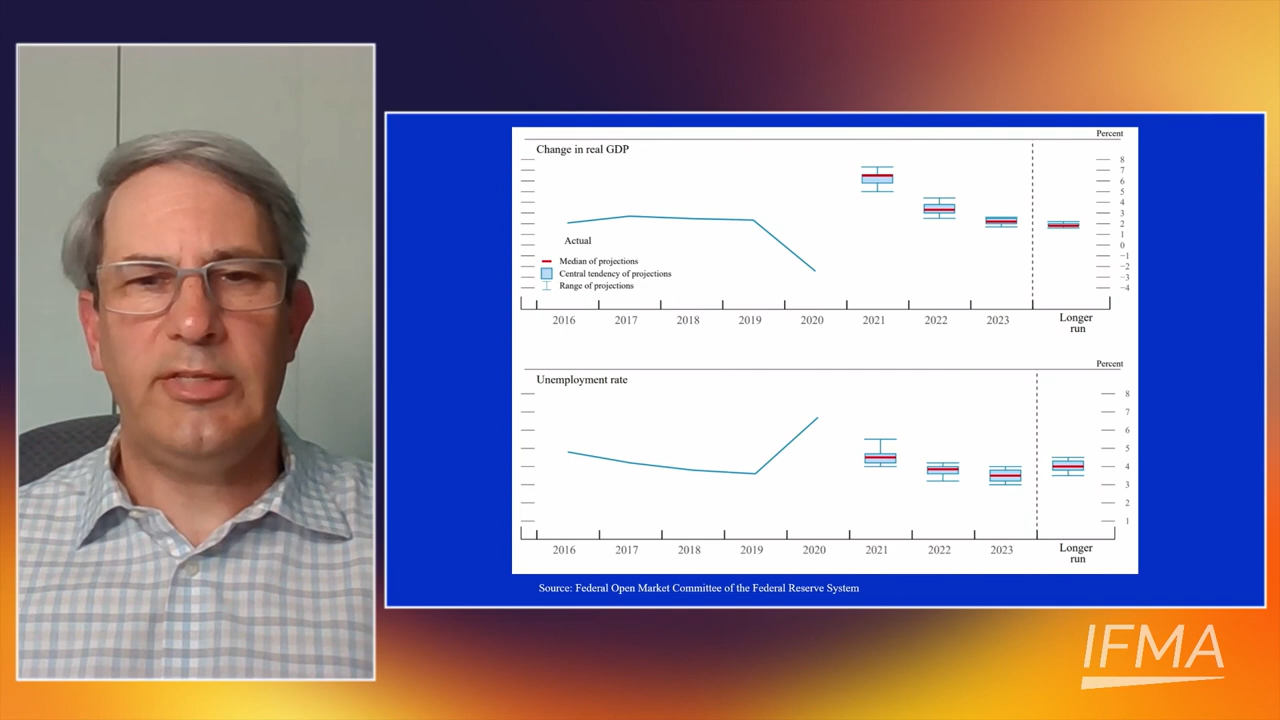 Percent
Change in real GDP
8
7
6
5
4
3
2
1
0
−1
−2
−3
−4
Actual
Median of projections
Central tendency of projections
Range of projections
2016 2017 2018 2019 2020 2021 2022 2023 Longer
run
Percent
Unemployment rate
8
7
6
5
4
3
2
1
2016 2017 2018 2019 2020 2021 2022 2023 Longer
run
Source: Federal Open Market Committee of the Federal Reserve System
IFMA